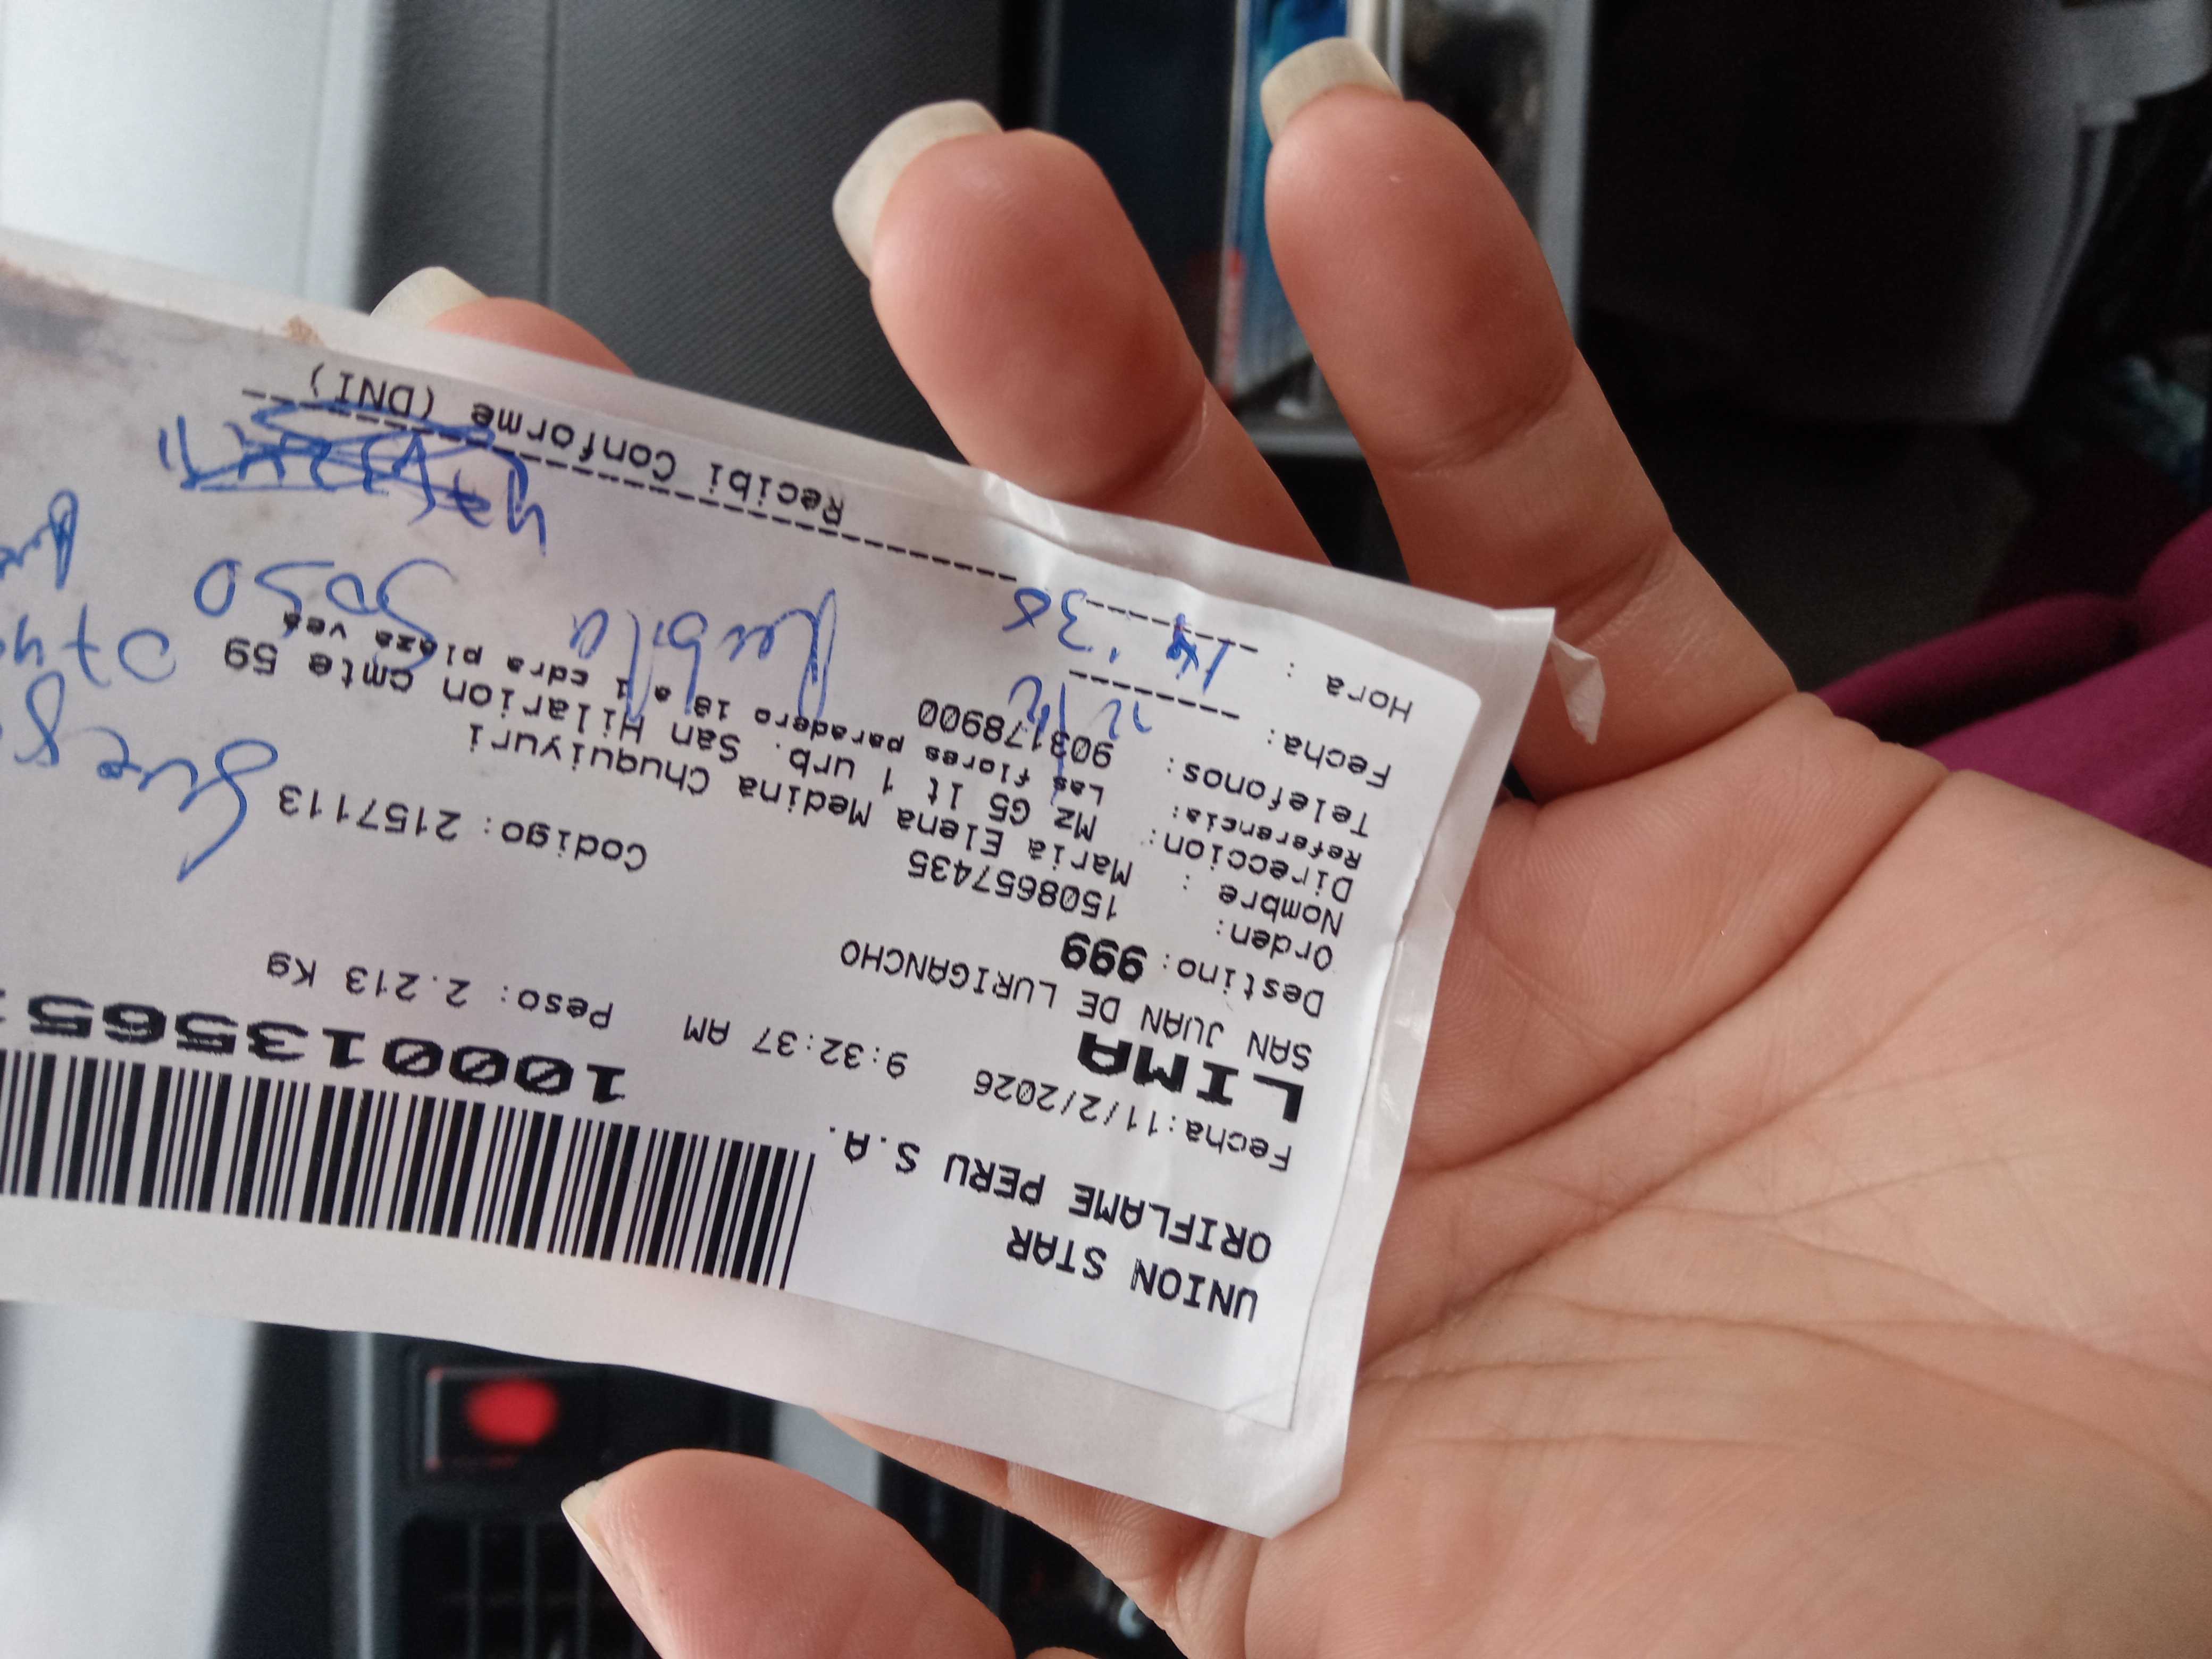 UNION STAR
ORIFLAME PERU S.A.
Fecha:11/2/2026 9:32:37 AM
1000135651
LIMA
Peso: 2.213 Kg
SAN JUAN DE LURIGANCHO
Destino: 999
Orden: 1508657435 Codigo: 2157113
Nombre : Maria Elena Medina Chuquiyuri
Direccion: Mz G5 lt 1 urb. San Hilarion cmte 59
Referencia: Las flores paradero 18 a 1 cdra plaza vea
Telefonos: 903178900
Fecha: 12/2
Hora :
Recibi Conforme (DNI)